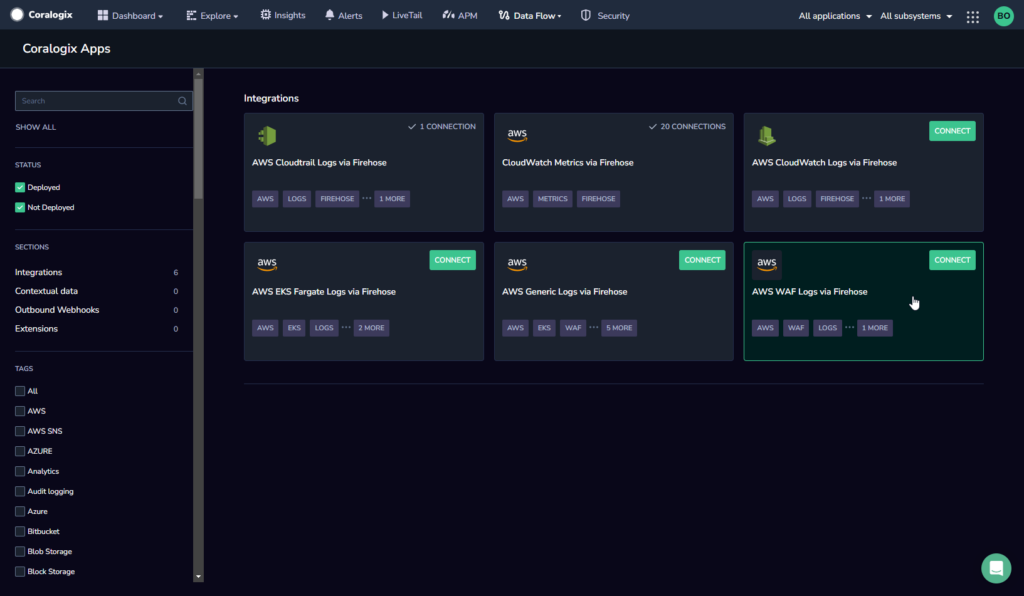 Coralogix Dashboard Explore Insights Alerts LiveTail APM Data Flow Security All applications All subsystems BO
Coralogix Apps
Search
SHOW ALL
STATUS
Deployed
Not Deployed
SECTIONS
Integrations 6
Contextual data 0
Outbound Webhooks 0
Extensions 0
TAGS
All
AWS
AWS SNS
AZURE
Analytics
Audit logging
Azure
Bitbucket
Blob Storage
Block Storage
Integrations
1 CONNECTION
AWS Cloudtrail Logs via Firehose
AWS LOGS FIREHOSE ··· 1 MORE
aws 20 CONNECTIONS
CloudWatch Metrics via Firehose
AWS METRICS FIREHOSE
CONNECT
AWS CloudWatch Logs via Firehose
AWS LOGS FIREHOSE ··· 1 MORE
aws CONNECT
AWS EKS Fargate Logs via Firehose
AWS EKS LOGS ··· 2 MORE
aws CONNECT
AWS Generic Logs via Firehose
AWS EKS WAF ··· 5 MORE
aws CONNECT
AWS WAF Logs via Firehose
AWS WAF LOGS ··· 1 MORE